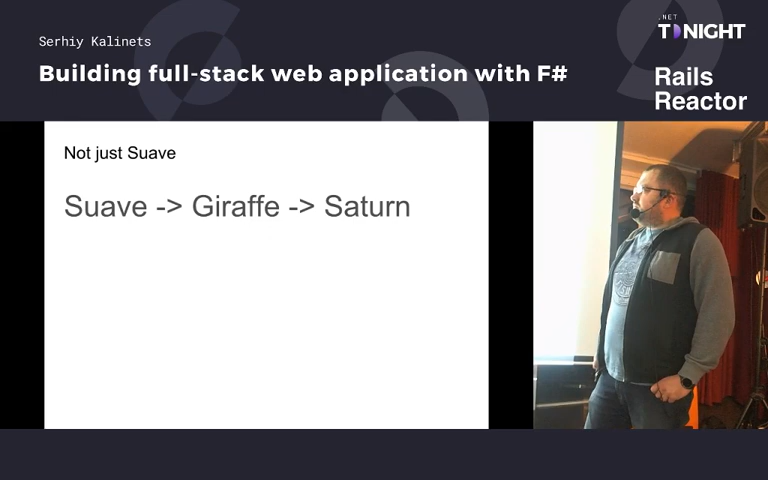 Serhiy Kalinets
Building full-stack web application with F#
.NET
TONIGHT
Rails
Reactor
Not just Suave
Suave -> Giraffe -> Saturn